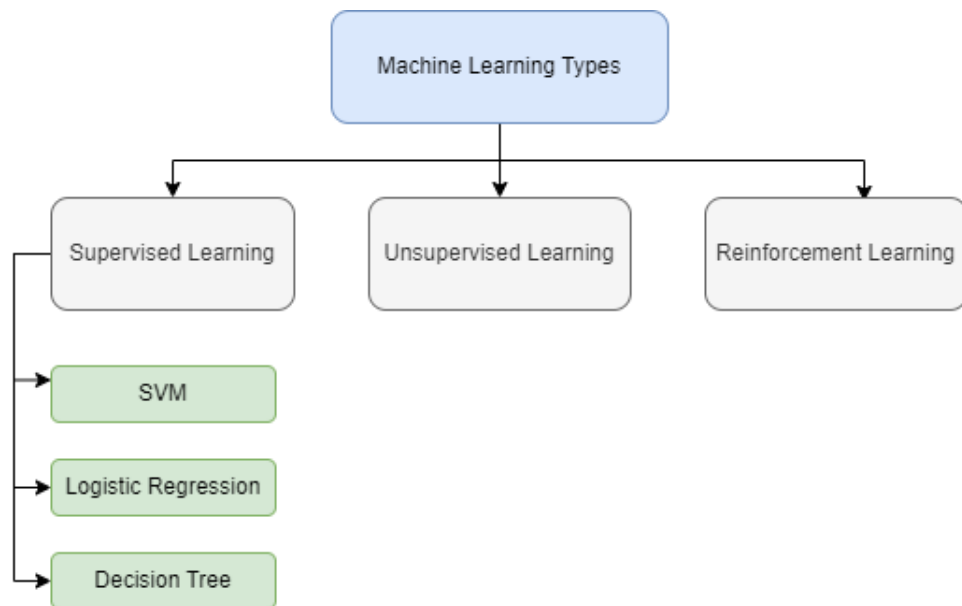 Machine Learning Types
Supervised Learning
Unsupervised Learning
Reinforcement Learning
SVM
Logistic Regression
Decision Tree